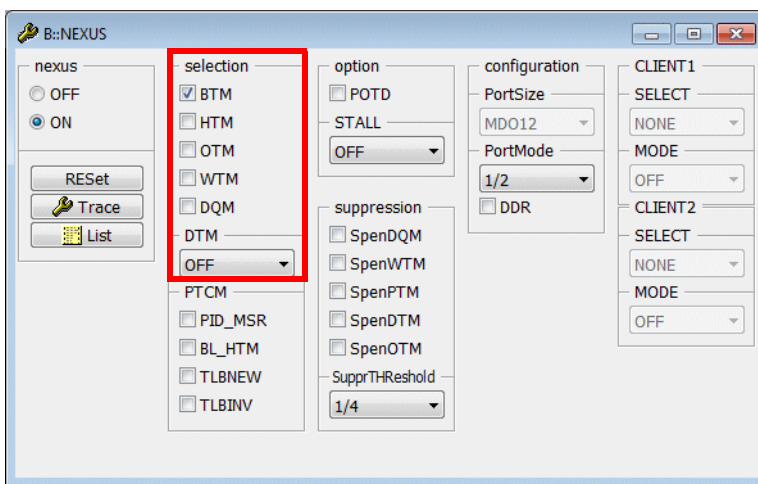 B::NEXUS
nexus
OFF
ON
RESet
Trace
List
selection
BTM
HTM
OTM
WTM
DQM
DTM
OFF
PTCM
PID_MSR
BL_HTM
TLBNEW
TLBINV
option
POTD
STALL
OFF
suppression
SpenDQM
SpenWTM
SpenPTM
SpenDTM
SpenOTM
SupprTHReshold
1/4
configuration
PortSize
MDO12
PortMode
1/2
DDR
CLIENT1
SELECT
NONE
MODE
OFF
CLIENT2
SELECT
NONE
MODE
OFF